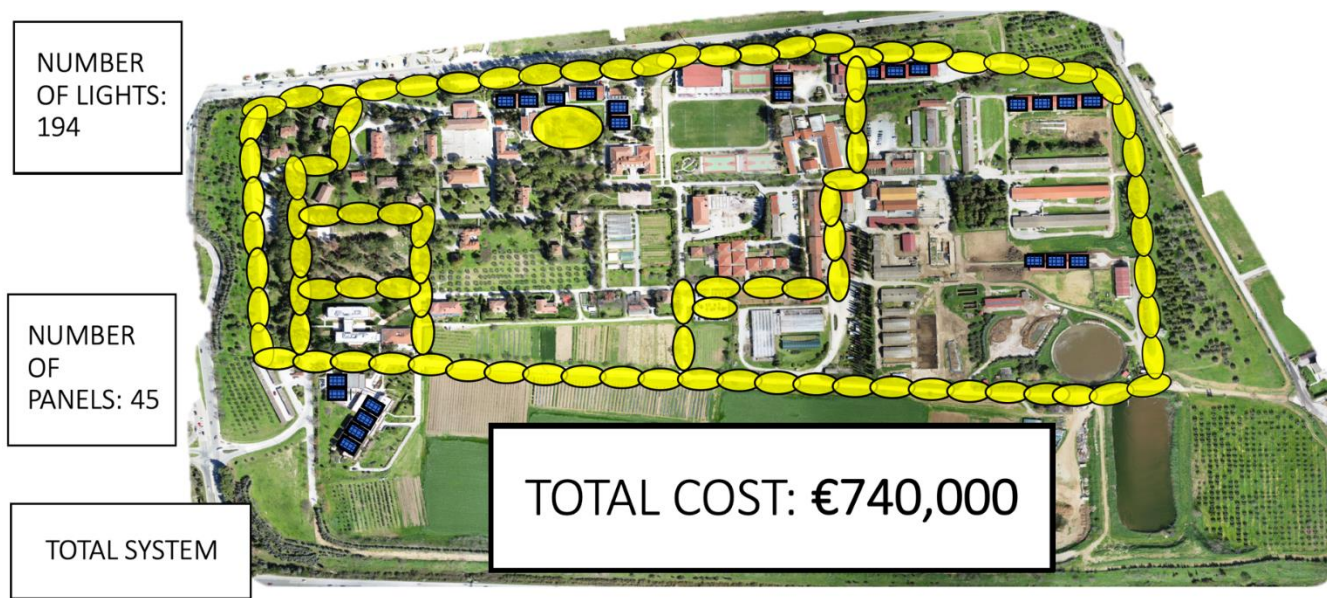 NUMBER
OF LIGHTS:
194
NUMBER
OF
PANELS: 45
TOTAL SYSTEM
TOTAL COST: €740,000